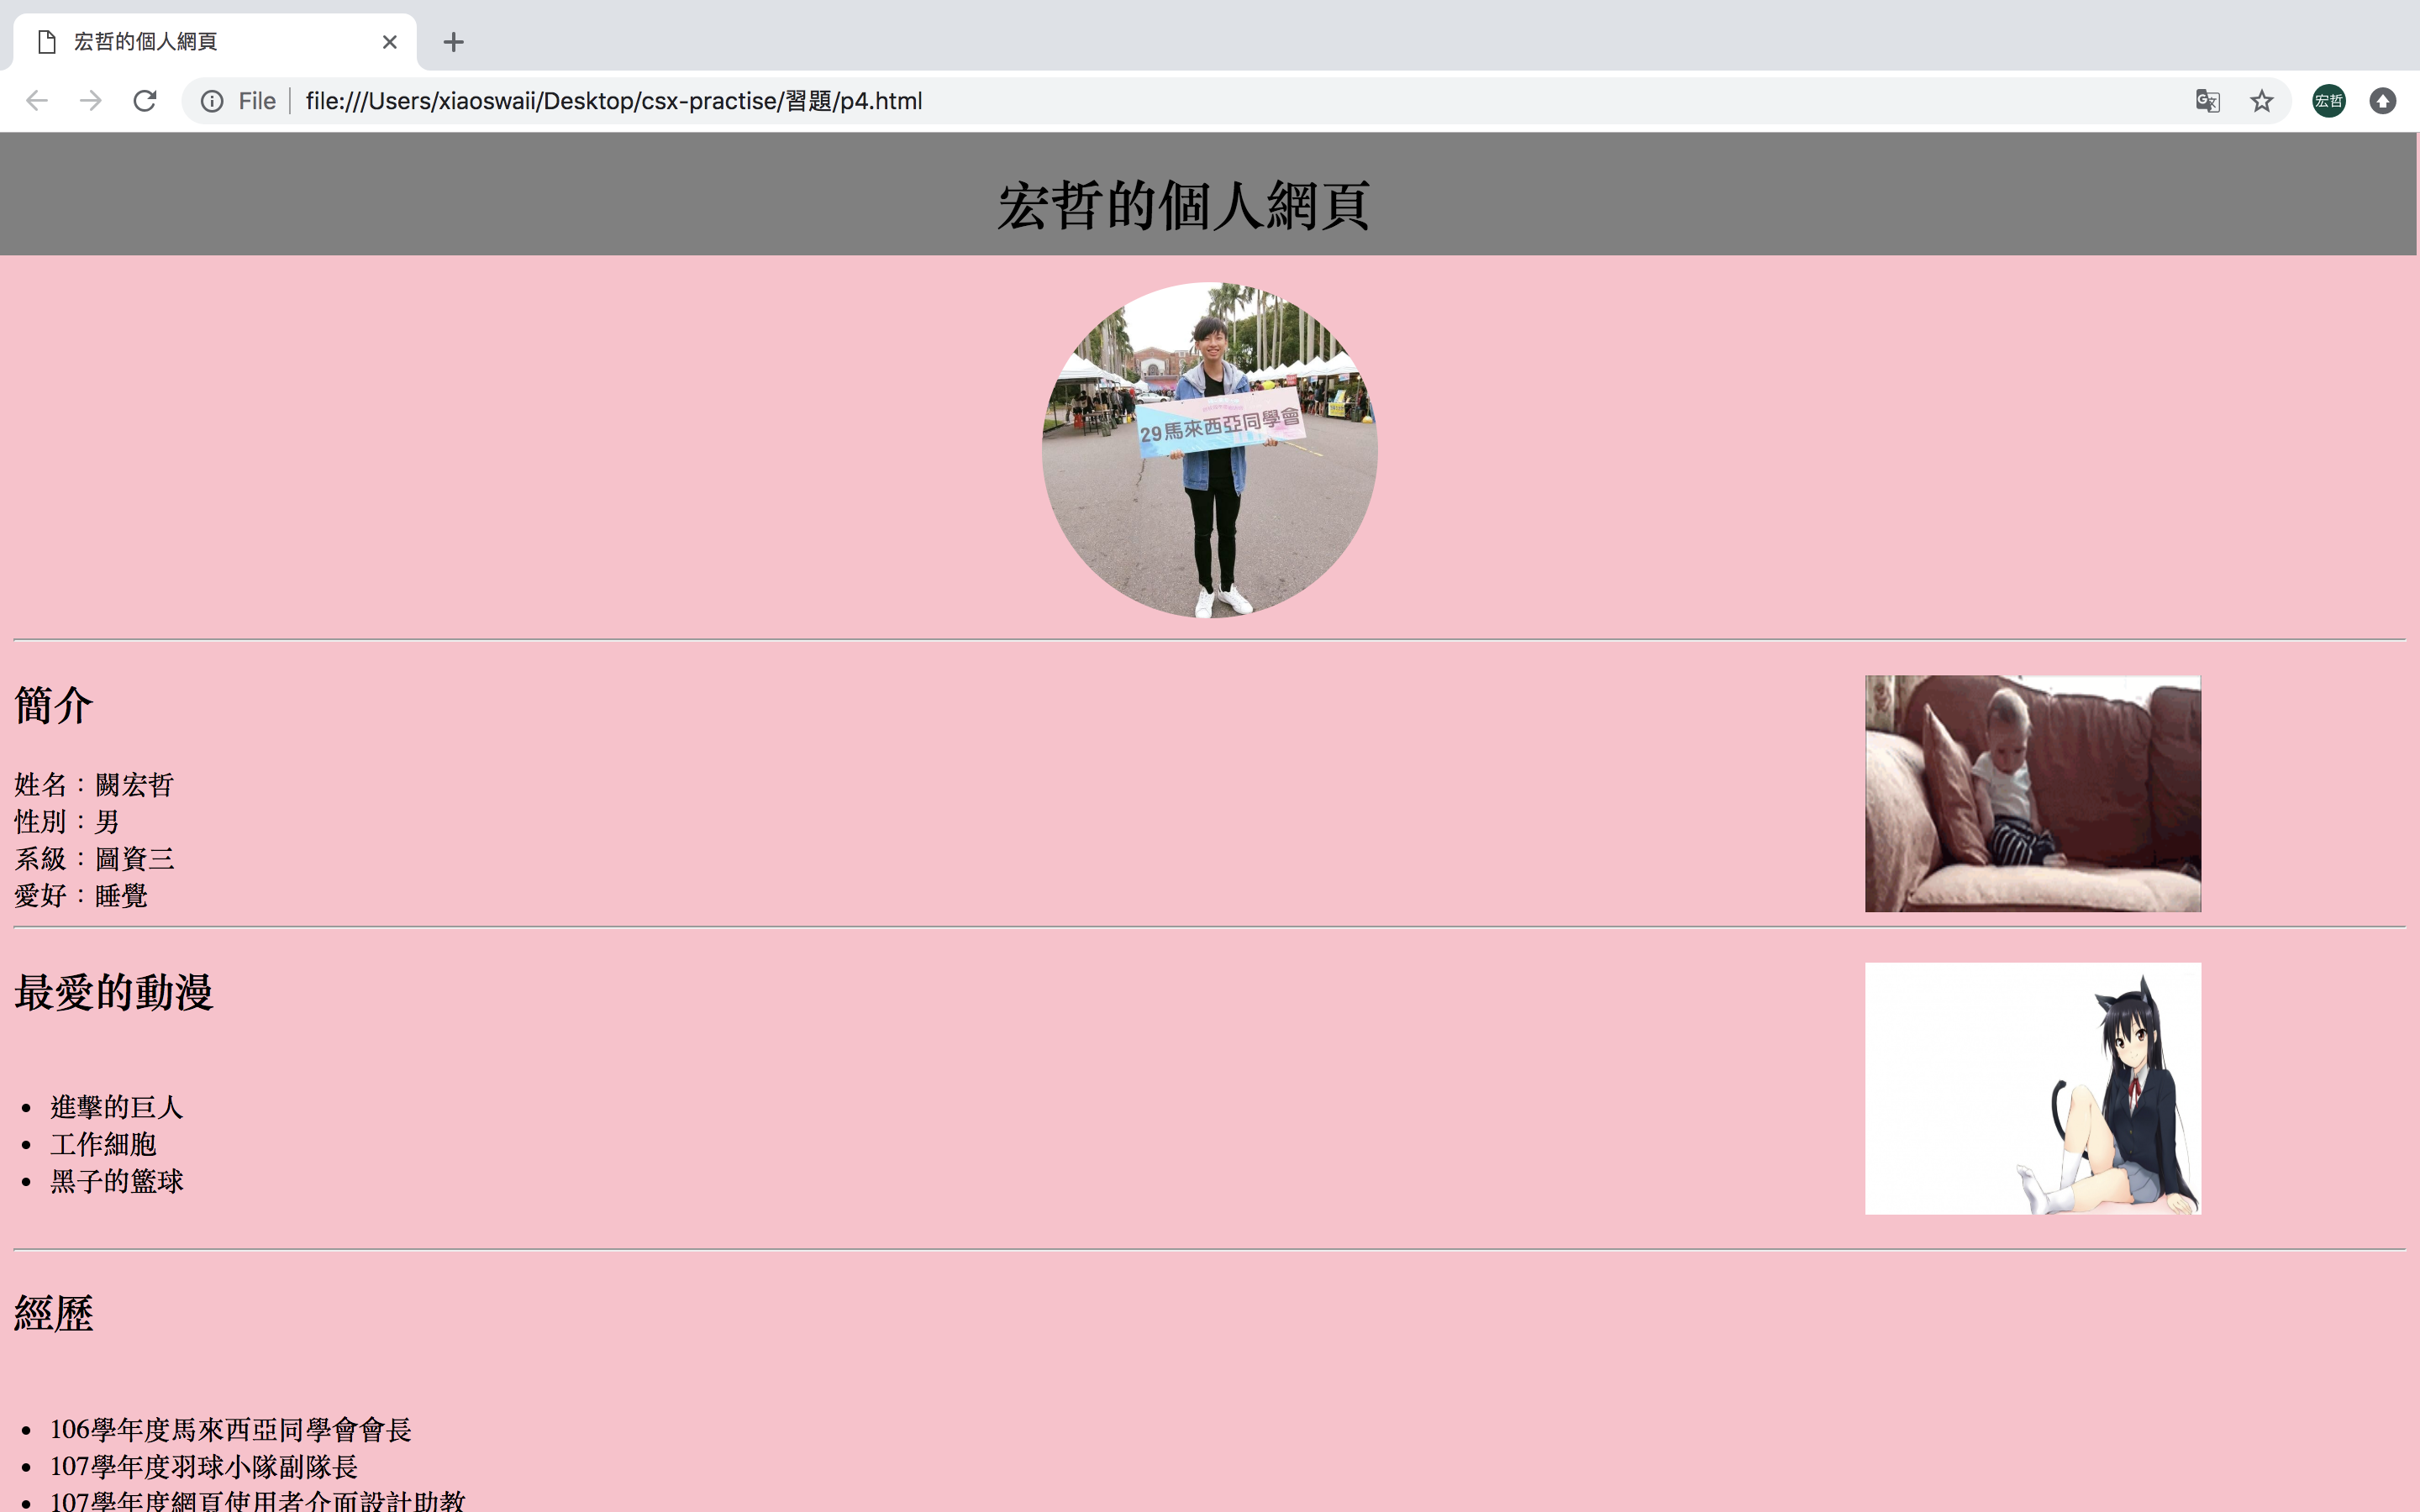 宏哲的個人網頁
File
file:///Users/xiaoswaii/Desktop/csx-practise/習題/p4.html
宏哲
宏哲的個人網頁
29馬來西亞同學會
簡介
姓名：闕宏哲
性別：男
系級：圖資三
愛好：睡覺
最愛的動漫
進擊的巨人
工作細胞
黑子的籃球
經歷
106學年度馬來西亞同學會會長
107學年度羽球小隊副隊長
107學年度網頁使用者介面設計助教